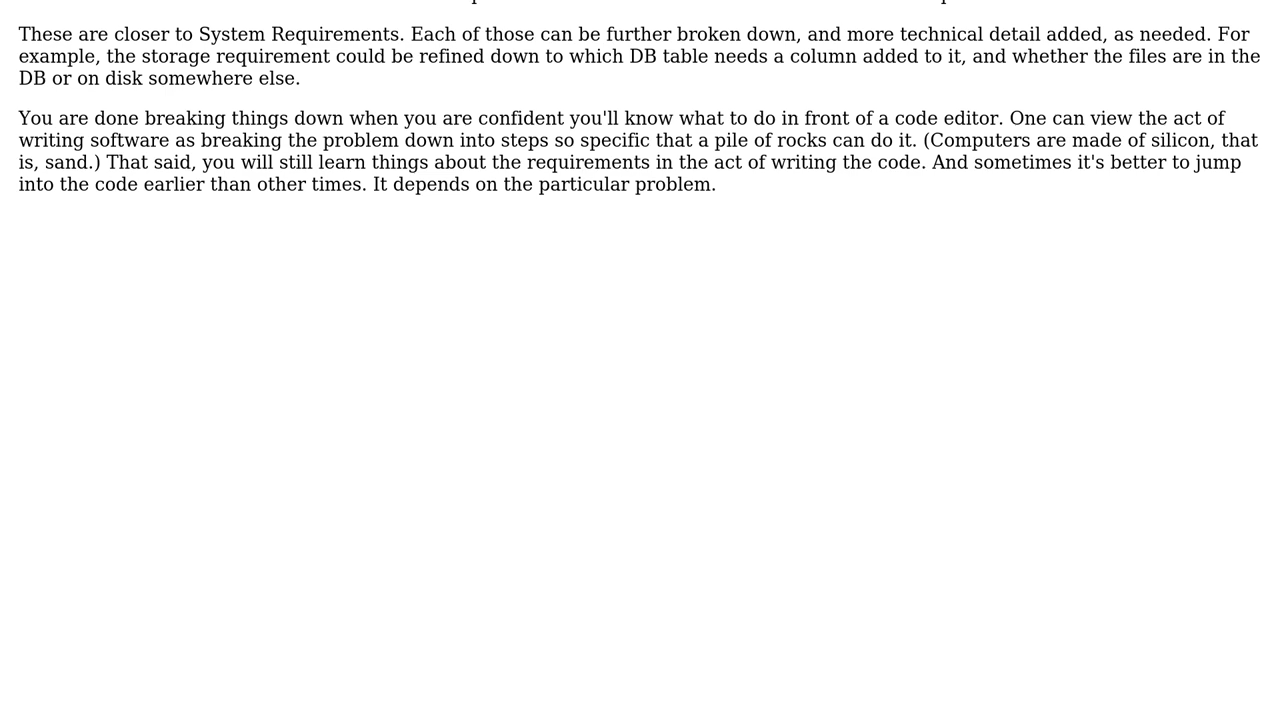 These are closer to System Requirements. Each of those can be further broken down, and more technical detail added, as needed. For
example, the storage requirement could be refined down to which DB table needs a column added to it, and whether the files are in the
DB or on disk somewhere else.
You are done breaking things down when you are confident you'll know what to do in front of a code editor. One can view the act of
writing software as breaking the problem down into steps so specific that a pile of rocks can do it. (Computers are made of silicon, that
is, sand.) That said, you will still learn things about the requirements in the act of writing the code. And sometimes it's better to jump
into the code earlier than other times. It depends on the particular problem.